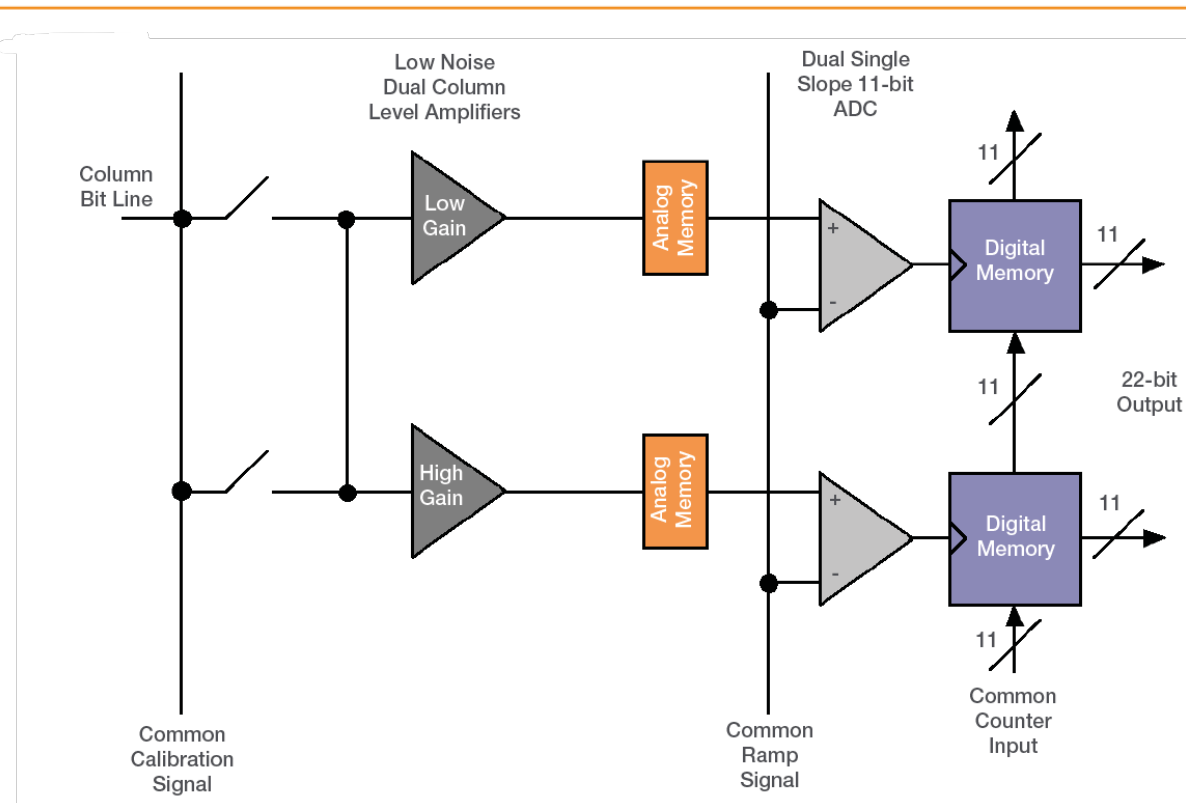 Low Noise
Dual Column
Level Amplifiers
Dual Single
Slope 11-bit
ADC
Column
Bit Line
Low
Gain
Analog
Memory
+
-
11
Digital
Memory
11
11
22-bit
Output
High
Gain
Analog
Memory
+
-
Digital
Memory
11
11
Common
Calibration
Signal
Common
Ramp
Signal
Common
Counter
Input